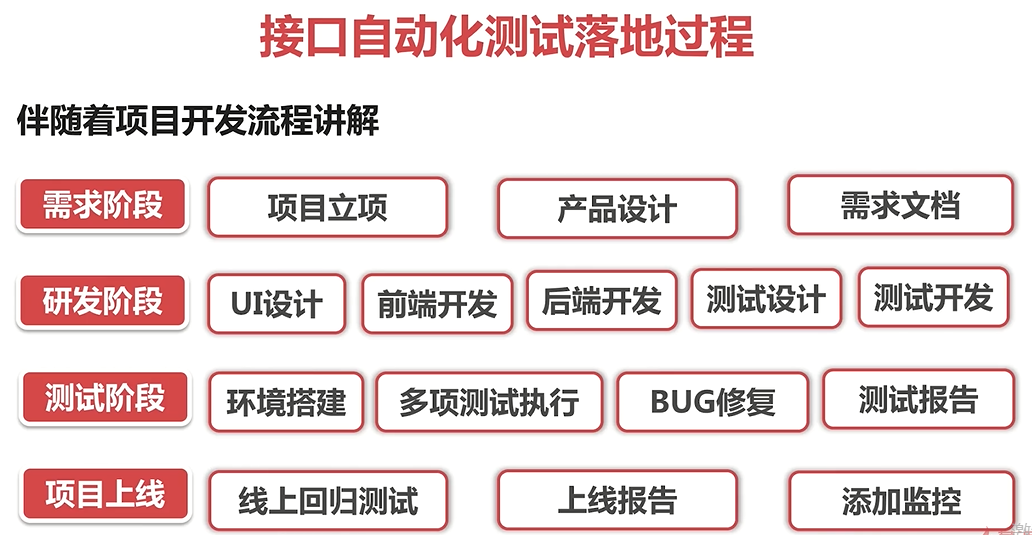 接口自动化测试落地过程
伴随着项目开发流程讲解
需求阶段 项目立项 产品设计 需求文档
研发阶段 UI设计 前端开发 后端开发 测试设计 测试开发
测试阶段 环境搭建 多项测试执行 BUG修复 测试报告
项目上线 线上回归测试 上线报告 添加监控